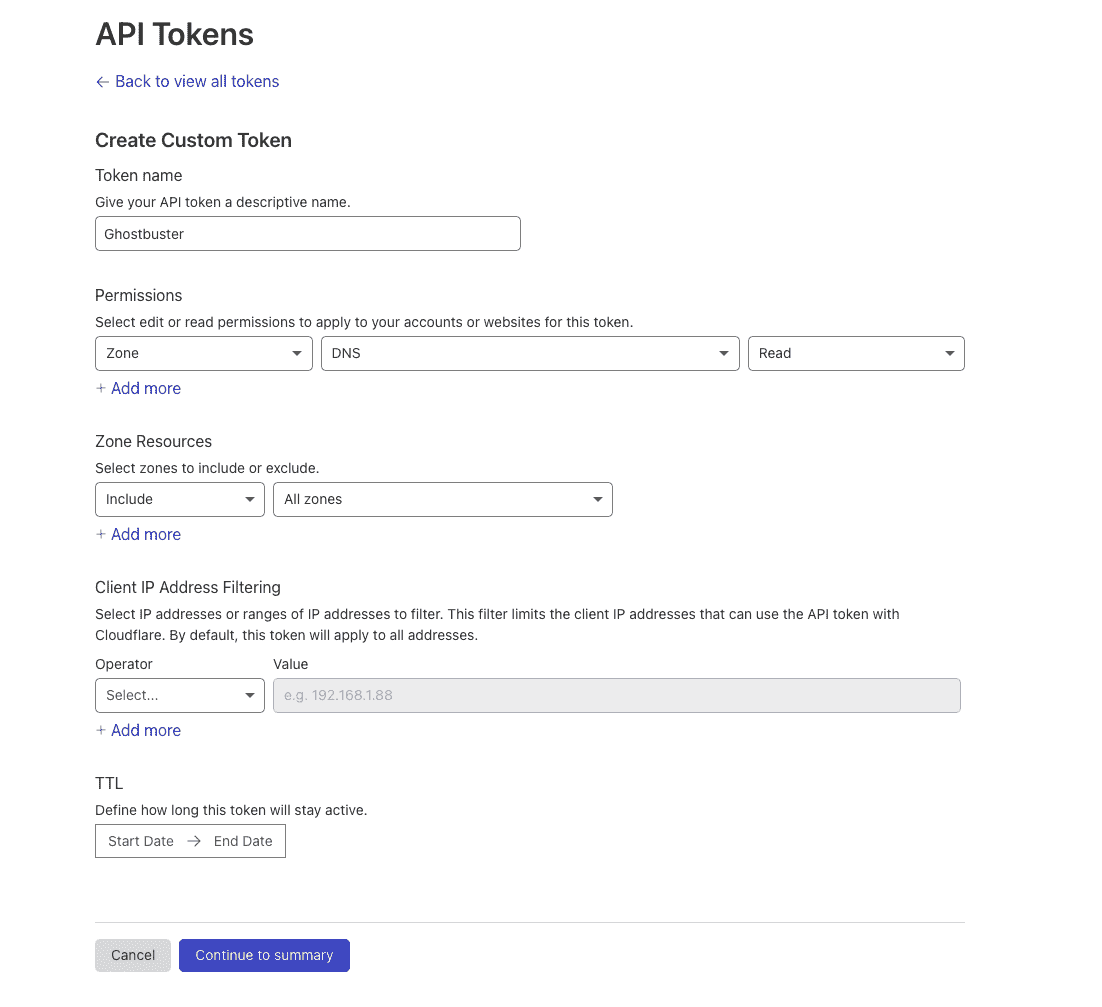 API Tokens
← Back to view all tokens
Create Custom Token
Token name
Give your API token a descriptive name.
Ghostbuster
Permissions
Select edit or read permissions to apply to your accounts or websites for this token.
Zone DNS Read
+ Add more
Zone Resources
Select zones to include or exclude.
Include All zones
+ Add more
Client IP Address Filtering
Select IP addresses or ranges of IP addresses to filter. This filter limits the client IP addresses that can use the API token with
Cloudflare. By default, this token will apply to all addresses.
Operator Value
Select... e.g. 192.168.1.88
+ Add more
TTL
Define how long this token will stay active.
Start Date → End Date
Cancel Continue to summary